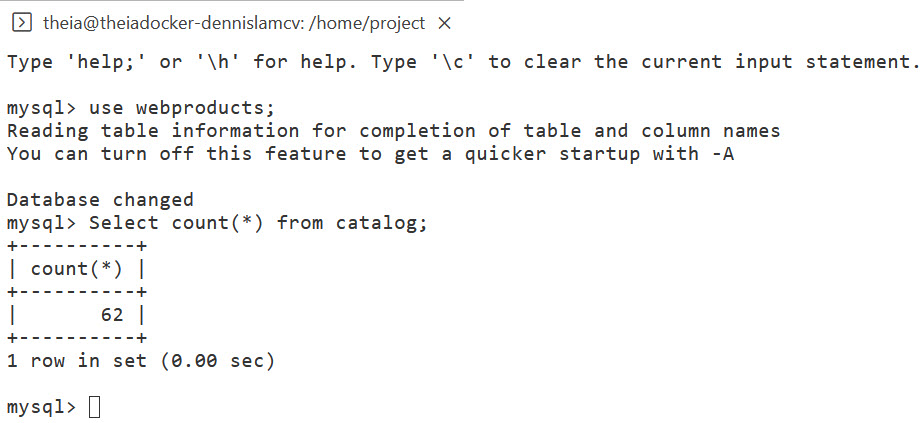 theia@theiadocker-dennislamcv: /home/project ×
Type 'help;' or '\h' for help. Type '\c' to clear the current input statement.
mysql> use webproducts;
Reading table information for completion of table and column names
You can turn off this feature to get a quicker startup with -A
Database changed
mysql> Select count(*) from catalog;
+----------+
| count(*) |
+----------+
|       62 |
+----------+
1 row in set (0.00 sec)
mysql>